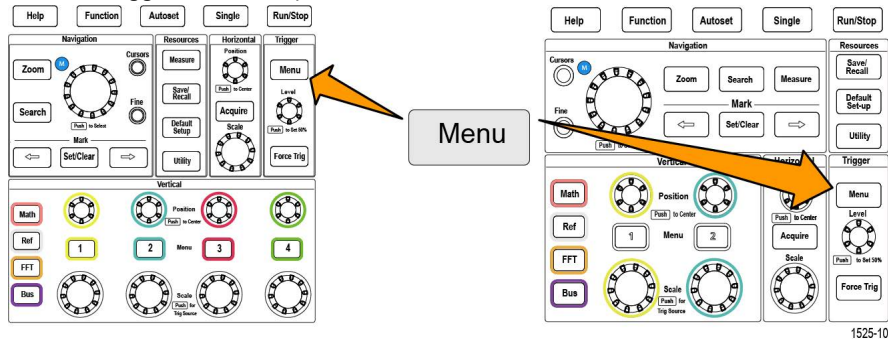 Help Function Autoset Single Run/Stop
Navigation Resources Horizontal Trigger
Cursors Position
Zoom M Measure Menu
Push to Center
Level
Save/
Recall
Search Fine Acquire
Push to Select Scale Push to Set 50%
Default
Setup
Mark
Set/Clear Utility Force Trig
Vertical
Math Position
Push to Center
Ref 1 2 Menu 3 4
FFT
Bus Scale
Push for
Trig Source
Menu
Help Function Autoset Single Run/Stop
Navigation Resources
Cursors M
Save/
Recall
Zoom Search Measure
Mark Default
Set-up
Fine
Set/Clear Utility
Trigger
Math Position Menu
Push to Center Push to Center
Level
Ref 1 Menu 2 Acquire
Push to Set 50%
FFT Scale
Bus Scale Force Trig
Push for
Trig Source
1525-10